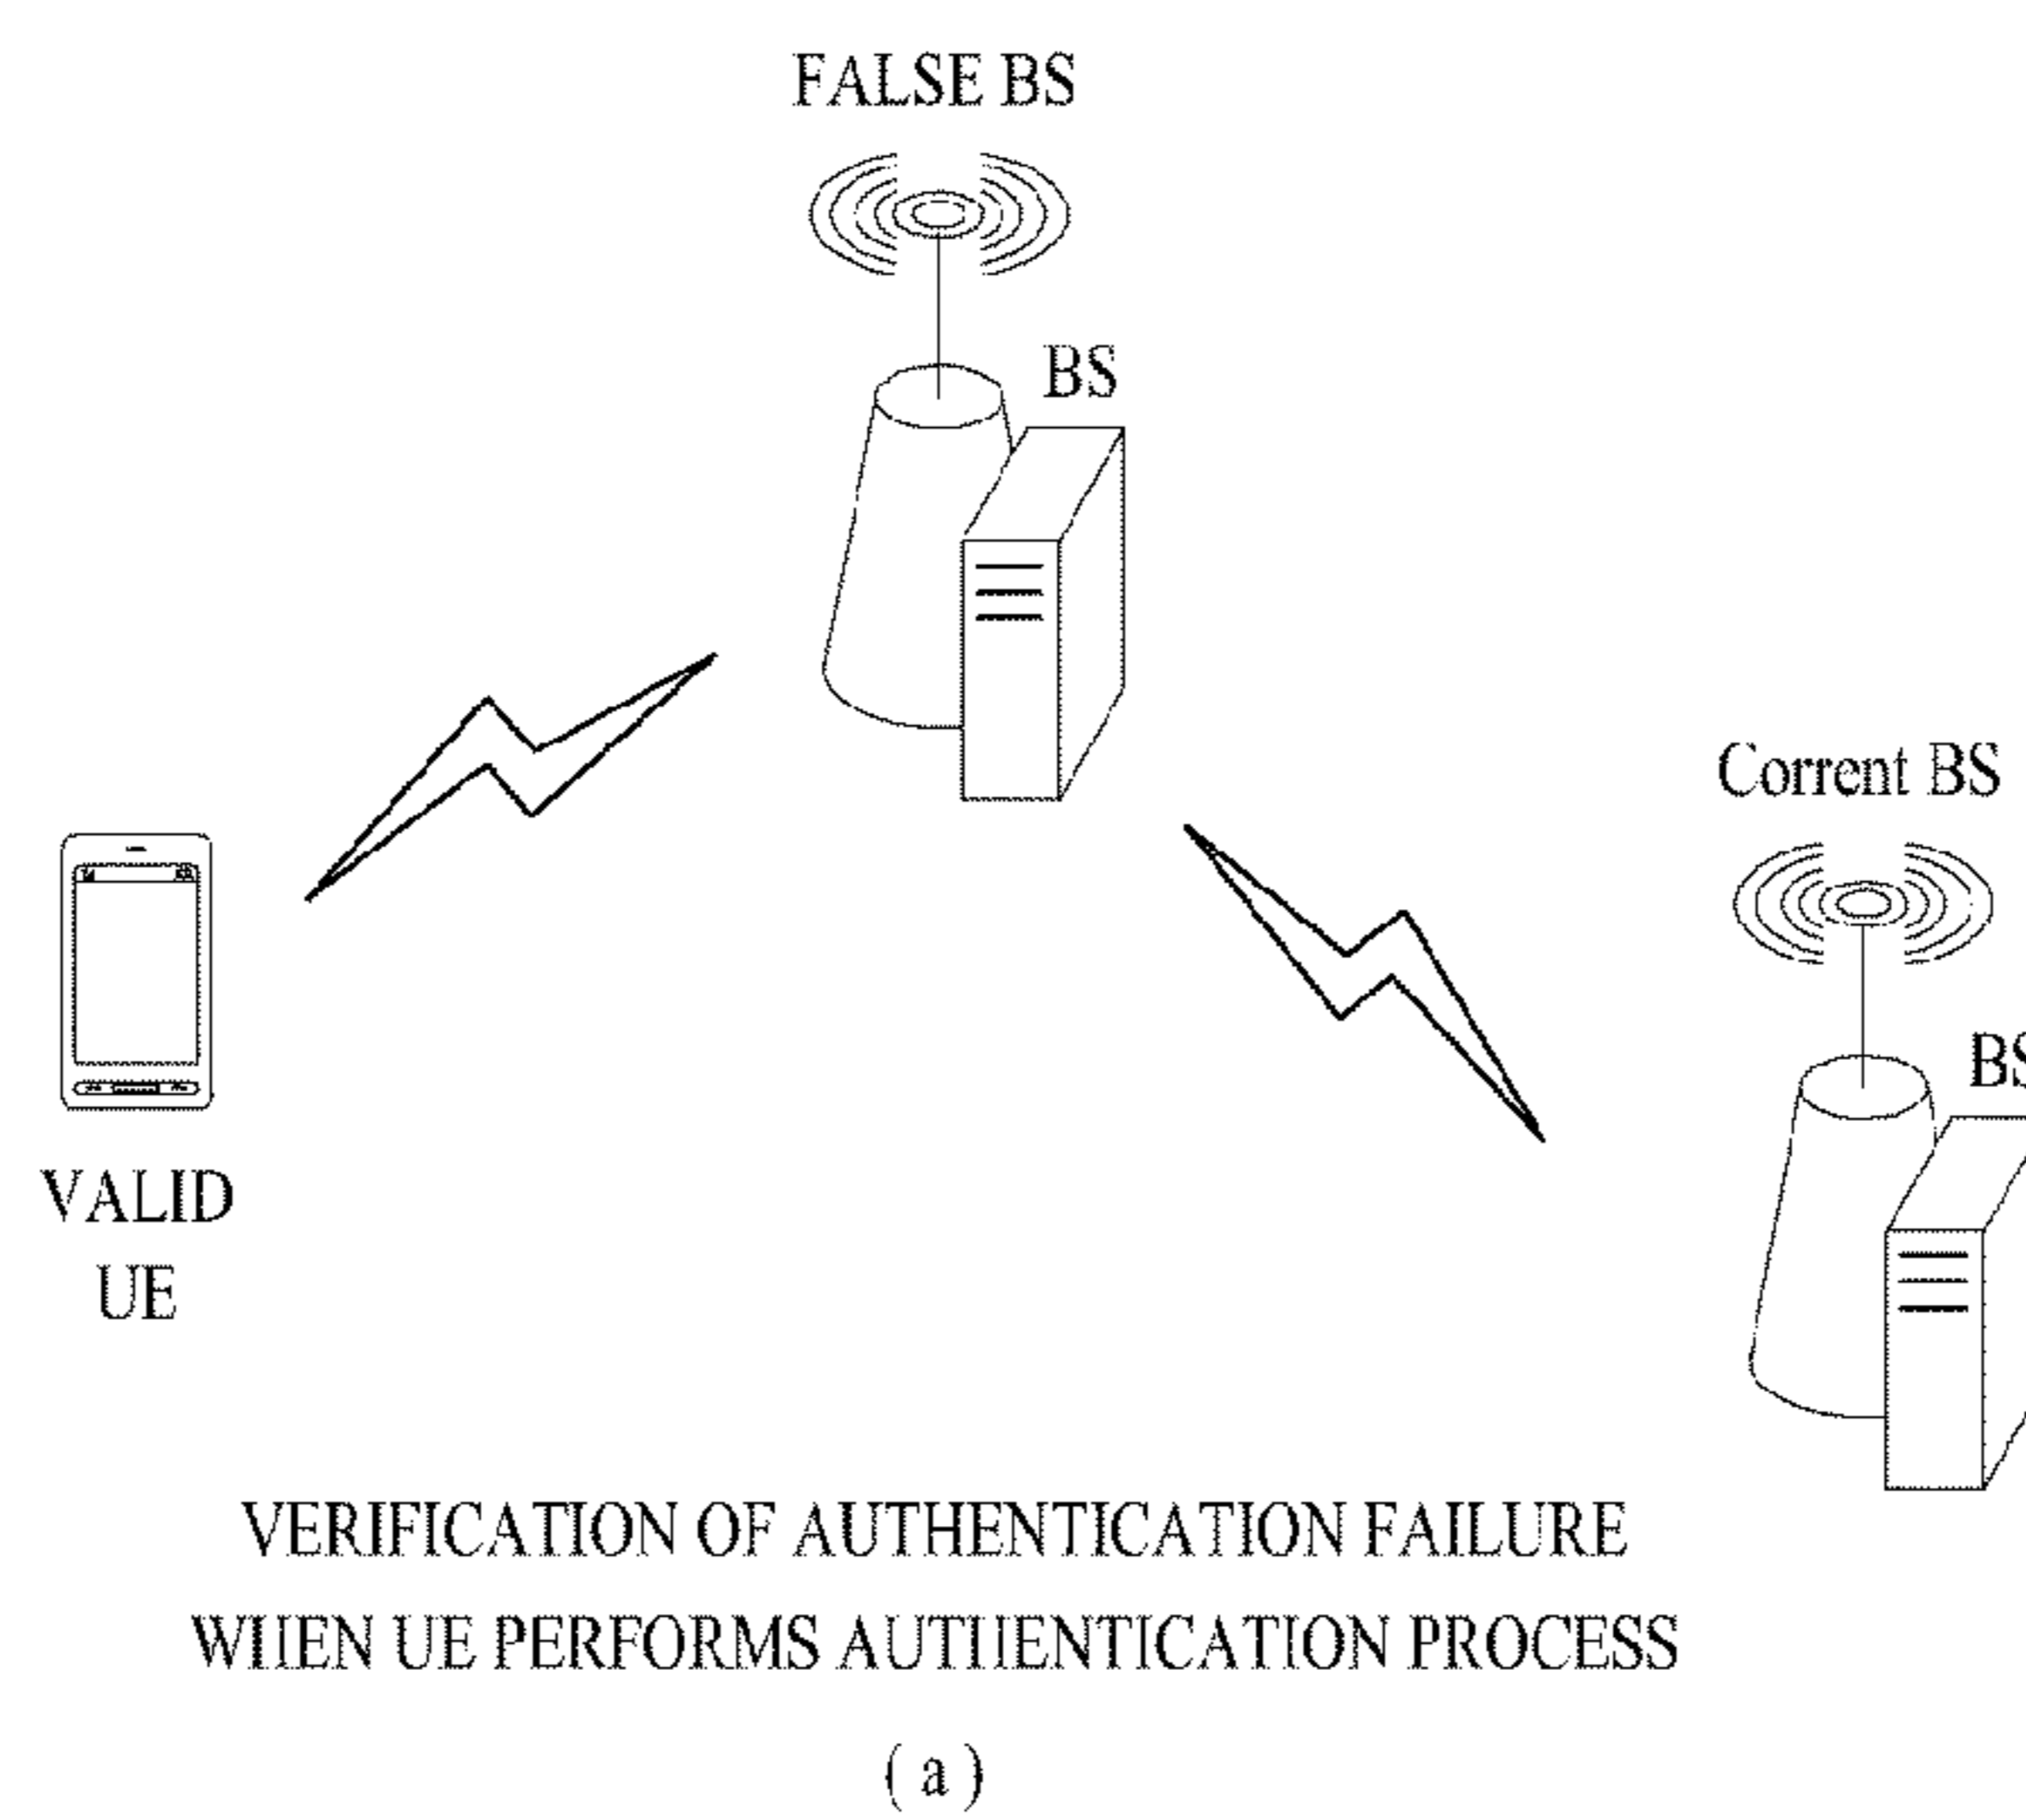 FALSE BS
BS
Corrent BS
BS
VALID
UE
VERIFICATION OF AUTHENTICATION FAILURE
WHEN UE PERFORMS AUTHENTICATION PROCESS
( a )